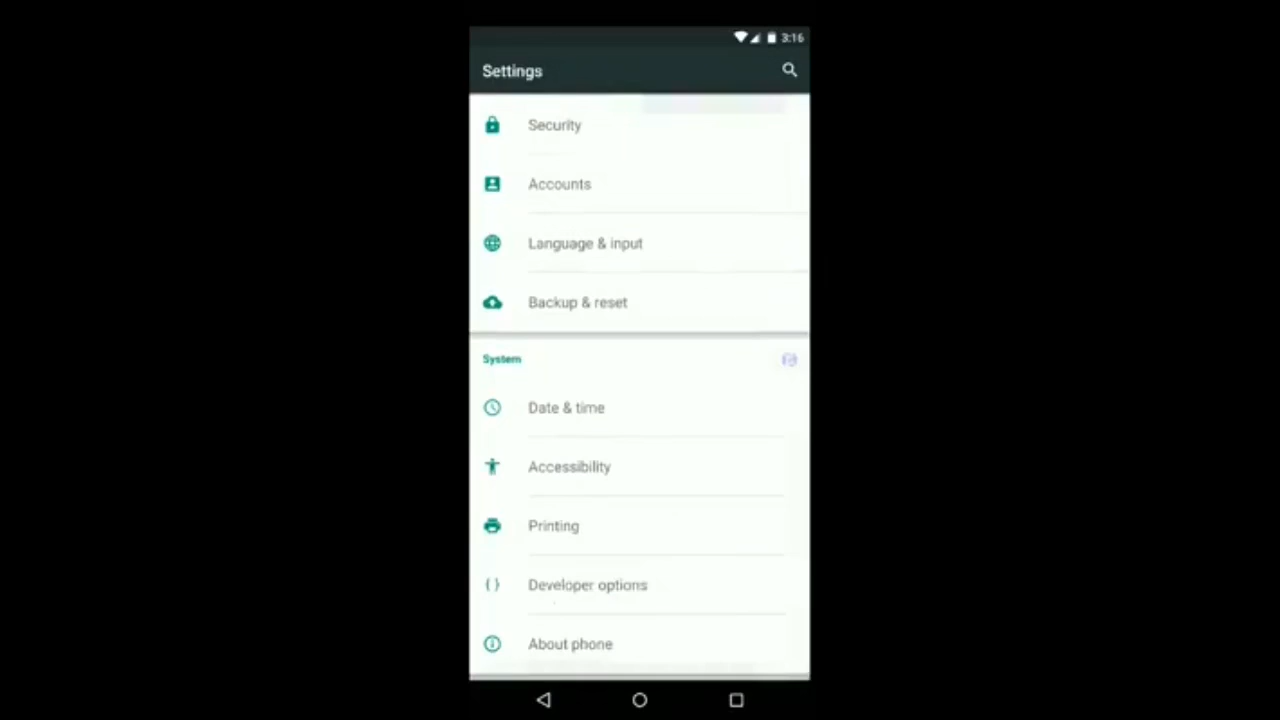 3:16
Settings
Security
Accounts
Language & input
Backup & reset
System
Date & time
Accessibility
Printing
Developer options
About phone